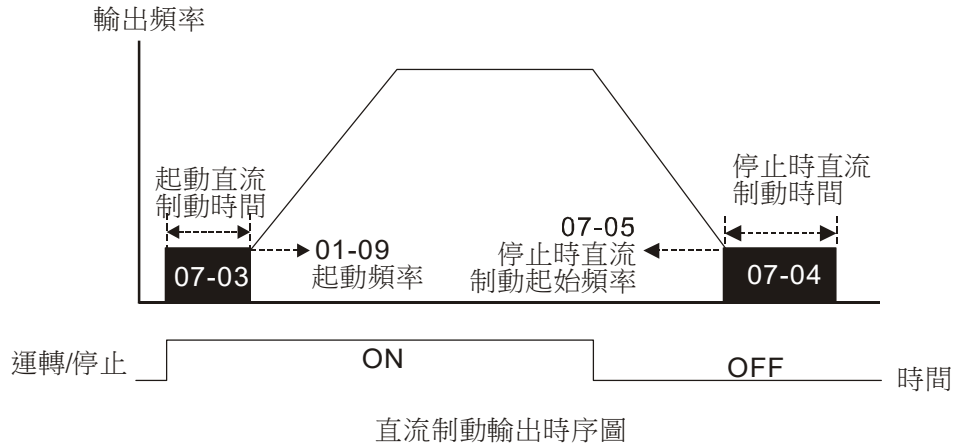 輸出頻率
起動直流
制動時間
停止時直流
制動時間
07-03
01-09
起動頻率
07-05
停止時直流
制動起始頻率
07-04
運轉/停止
ON
OFF
時間
直流制動輸出時序圖